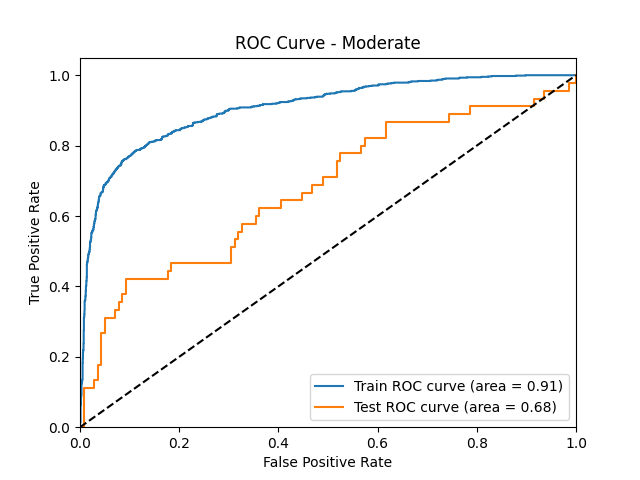 ROC Curve - Moderate
True Positive Rate
1.0
0.8
0.6
0.4
0.2
0.0
Train ROC curve (area = 0.91)
Test ROC curve (area = 0.68)
0.0 0.2 0.4 0.6 0.8 1.0
False Positive Rate